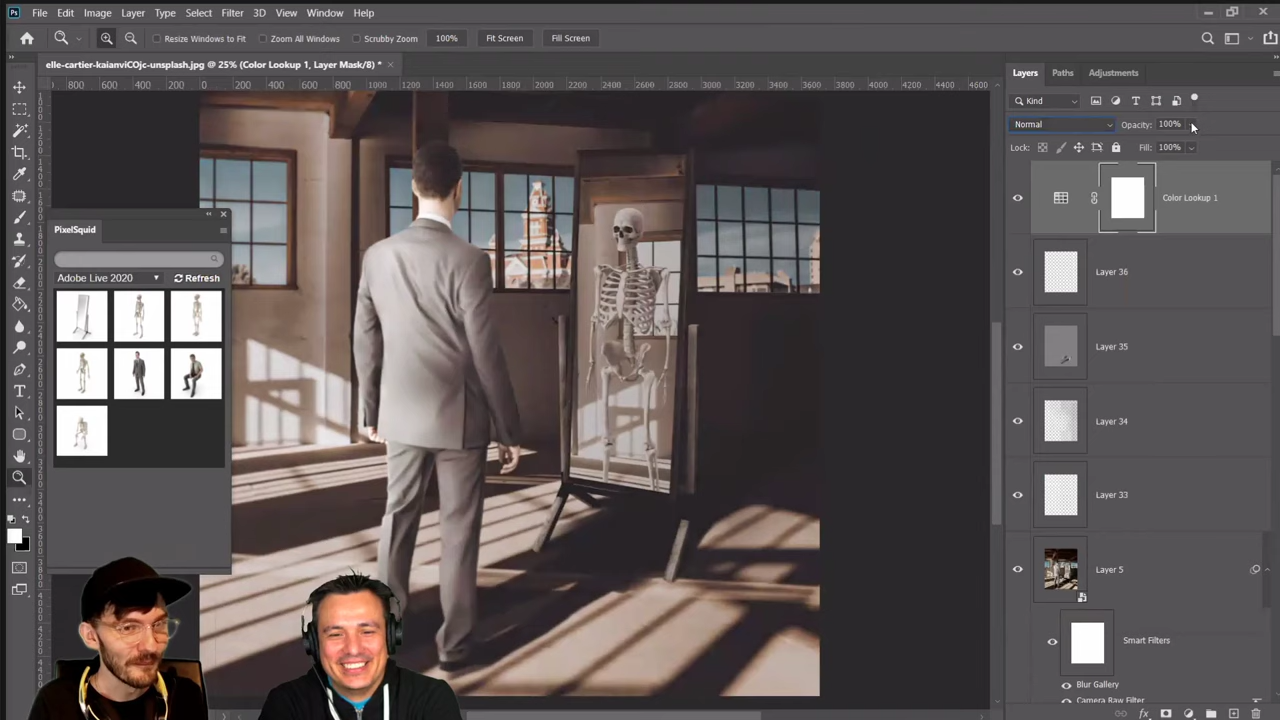 Ps File Edit Image Layer Type Select Filter 3D View Window Help
Resize Windows to Fit Zoom All Windows Scrubby Zoom 100% Fit Screen Fill Screen
elle-cartier-kaianviCOjc-unsplash.jpg @ 25% (Color Lookup 1, Layer Mask/8) *
Layers Paths Adjustments
800 600 400 200 0 200 400 600 800 1000 1200 1400 1600 1800 2000 2200 2400 2600 2800 3000 3200 3400 3600 3800 4000 4200 4400 4600
Kind
Normal Opacity: 100%
Lock: Fill: 100%
Color Lookup 1
PixelSquid
Adobe Live 2020 Refresh
Layer 36
Layer 35
Layer 34
Layer 33
Layer 5
Smart Filters
Blur Gallery
Camera Raw Filter